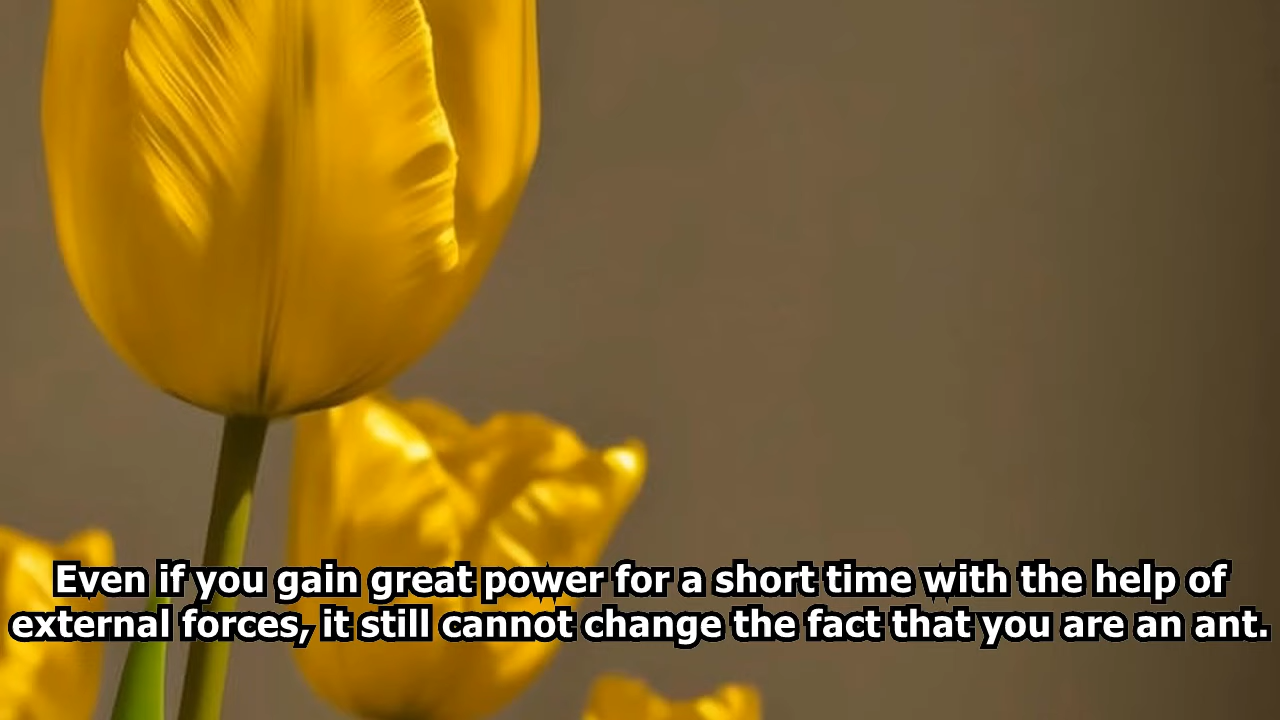 Even if you gain great power for a short time with the help of
external forces, it still cannot change the fact that you are an ant.